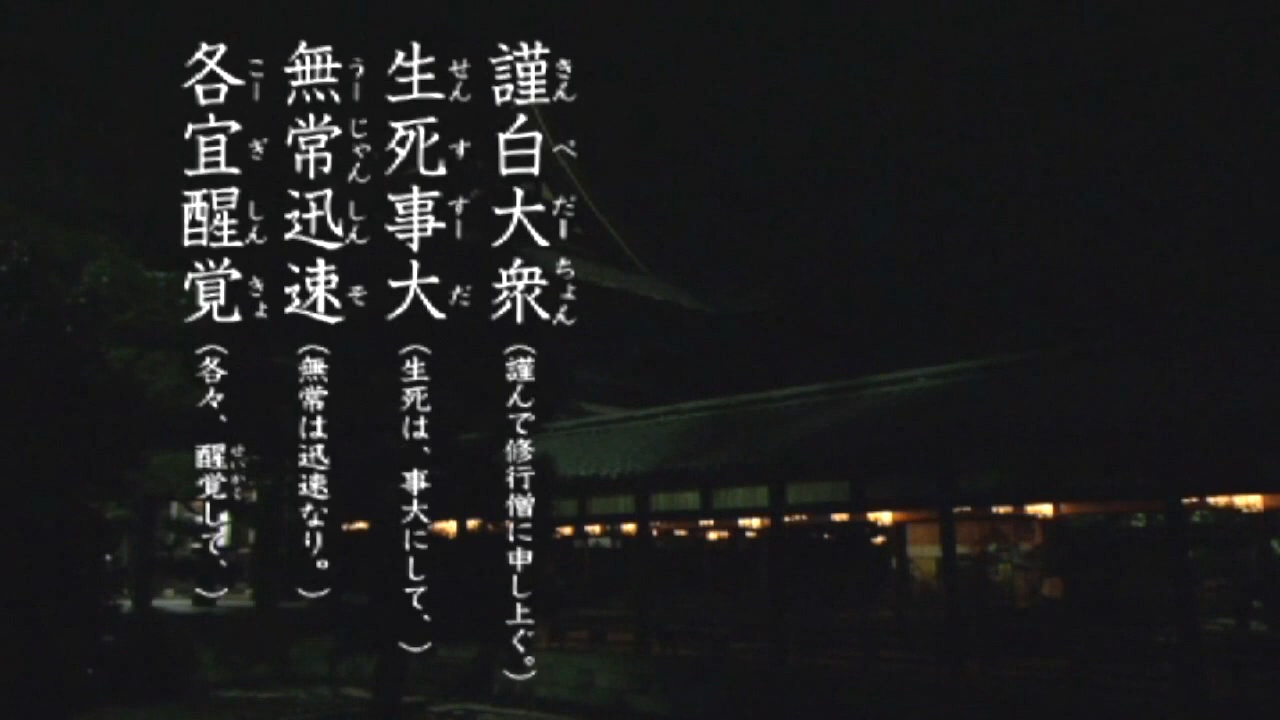 謹白大衆（謹んで修行僧に申し上ぐ。）
きんぺだーちょん
生死事大（生死は、事大にして、）
せんすすーだ
無常迅速（無常は迅速なり。）
うーじゃんしんそ
各宜醒覚（各々、醒覚して、）
こーぎしんきょ
せいかく